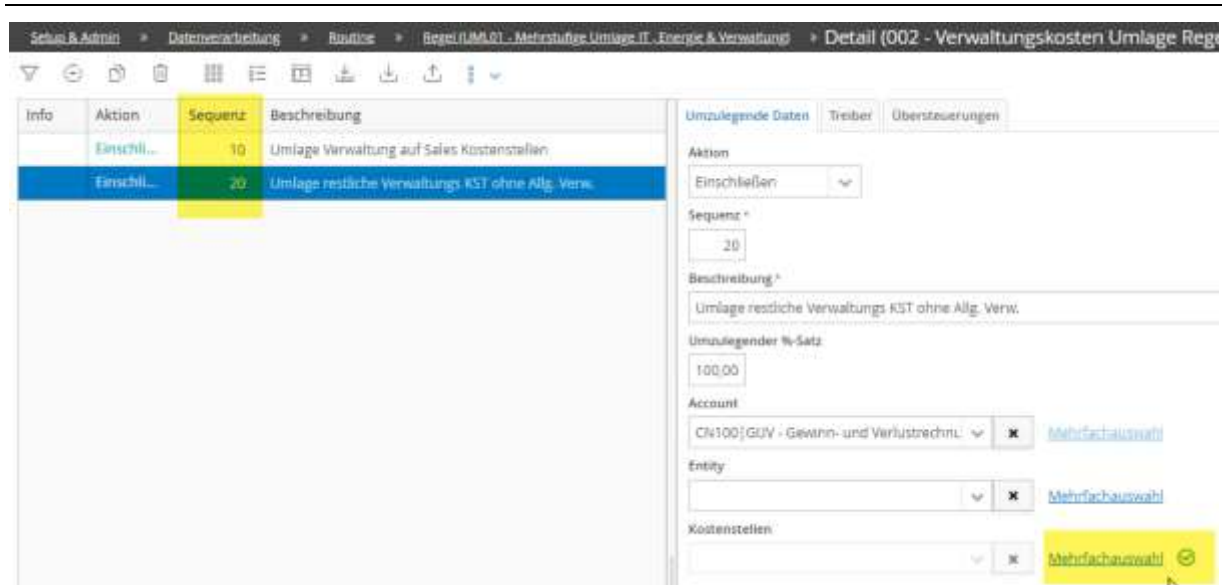 Setup & Admin » Datenverarbeitung » Routine » Regel (UML01 - Mehrstufige Umlage IT, Energie & Verwaltung) » Detail (002 - Verwaltungskosten Umlage Rege
Info Aktion Sequenz Beschreibung
Einschli... 10 Umlage Verwaltung auf Sales Kostenstellen
Einschli... 20 Umlage restliche Verwaltungs KST ohne Allg. Verw.
Umzulegende Daten Treiber Übersteuerungen
Aktion
Einschließen
Sequenz *
20
Beschreibung *
Umlage restliche Verwaltungs KST ohne Allg. Verw.
Umzulegender %-Satz
100,00
Account
CN100|GUV - Gewinn- und Verlustrechnu Mehrfachauswahl
Entity
Mehrfachauswahl
Kostenstellen
Mehrfachauswahl